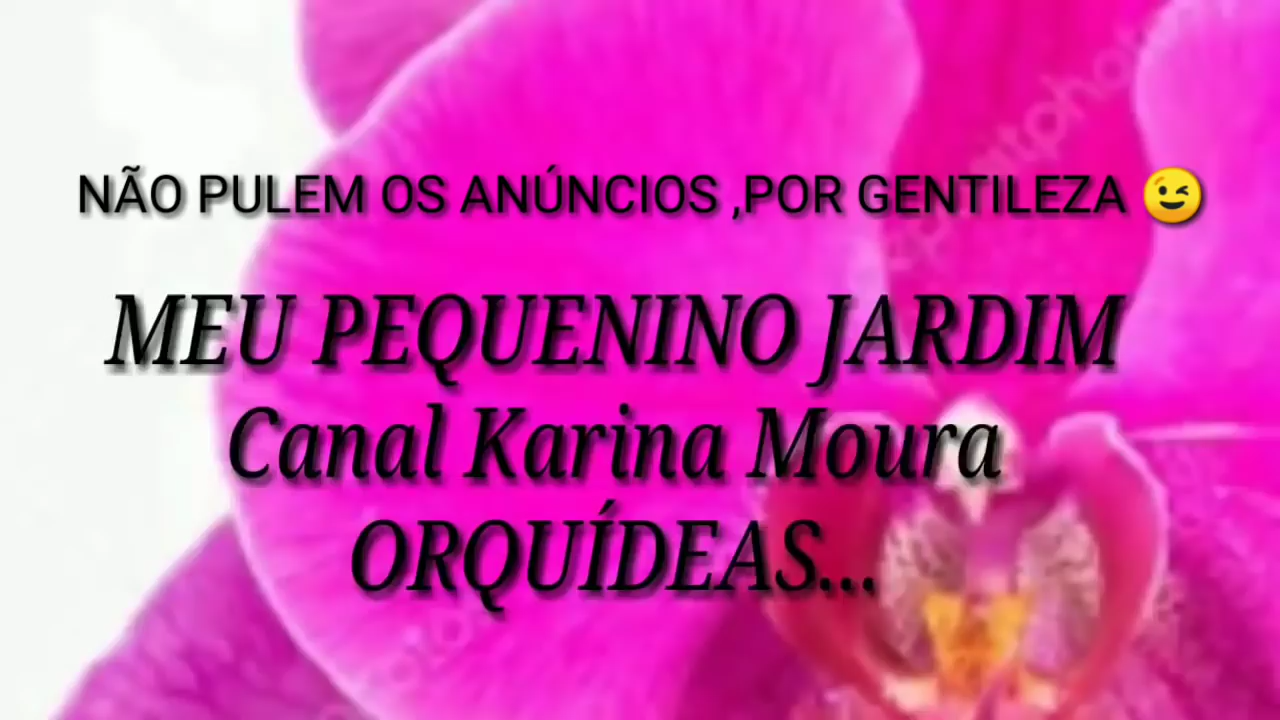 NÃO PULEM OS ANÚNCIOS ,POR GENTILEZA 😉
MEU PEQUENINO JARDIM
Canal Karina Moura
ORQUÍDEAS...